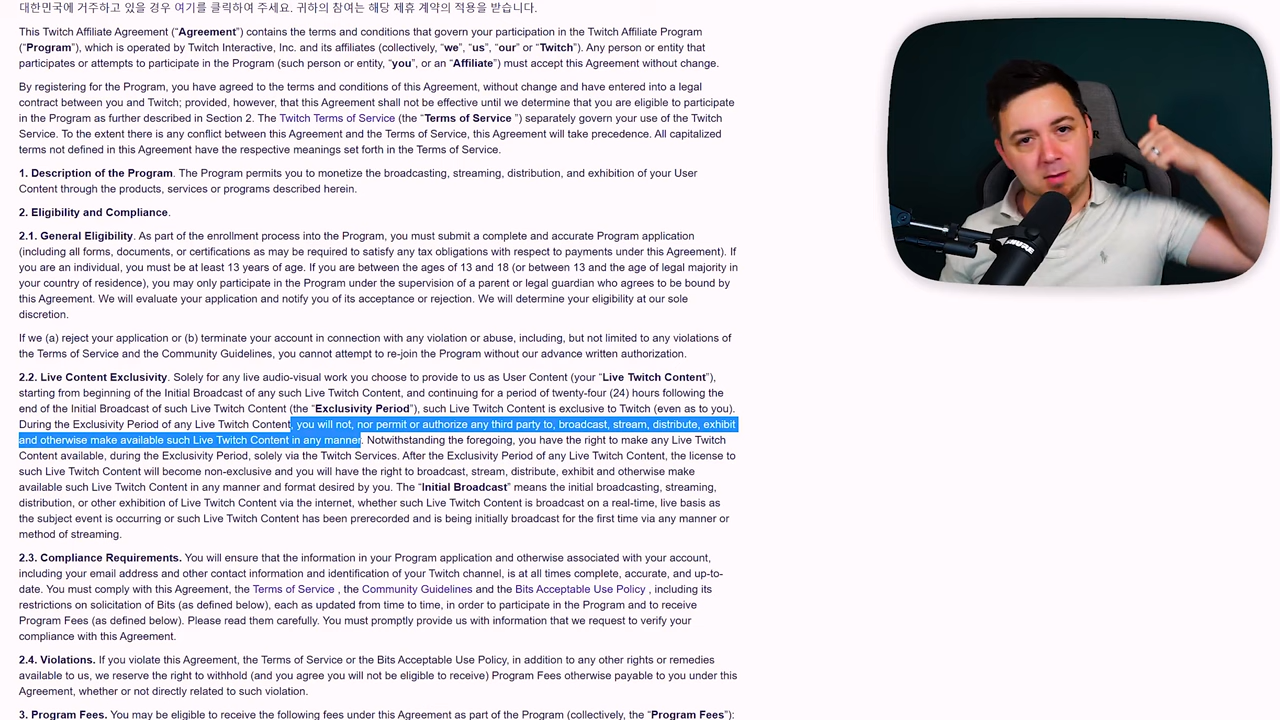 대한민국에 거주하고 있을 경우 여기를 클릭하여 주세요. 귀하의 참여는 해당 제휴 계약의 적용을 받습니다.
This Twitch Affiliate Agreement (“Agreement”) contains the terms and conditions that govern your participation in the Twitch Affiliate Program
(“Program”), which is operated by Twitch Interactive, Inc. and its affiliates (collectively, “we”, “us”, “our” or “Twitch”). Any person or entity that
participates or attempts to participate in the Program (such person or entity, “you”, or an “Affiliate”) must accept this Agreement without change.
By registering for the Program, you have agreed to the terms and conditions of this Agreement, without change and have entered into a legal
contract between you and Twitch; provided, however, that this Agreement shall not be effective until we determine that you are eligible to participate
in the Program as further described in Section 2. The Twitch Terms of Service (the “Terms of Service ”) separately govern your use of the Twitch
Service. To the extent there is any conflict between this Agreement and the Terms of Service, this Agreement will take precedence. All capitalized
terms not defined in this Agreement have the respective meanings set forth in the Terms of Service.
1. Description of the Program. The Program permits you to monetize the broadcasting, streaming, distribution, and exhibition of your User
Content through the products, services or programs described herein.
2. Eligibility and Compliance.
2.1. General Eligibility. As part of the enrollment process into the Program, you must submit a complete and accurate Program application
(including all forms, documents, or certifications as may be required to satisfy any tax obligations with respect to payments under this Agreement). If
you are an individual, you must be at least 13 years of age. If you are between the ages of 13 and 18 (or between 13 and the age of legal majority in
your country of residence), you may only participate in the Program under the supervision of a parent or legal guardian who agrees to be bound by
this Agreement. We will evaluate your application and notify you of its acceptance or rejection. We will determine your eligibility at our sole
discretion.
If we (a) reject your application or (b) terminate your account in connection with any violation or abuse, including, but not limited to any violations of
the Terms of Service and the Community Guidelines, you cannot attempt to re-join the Program without our advance written authorization.
2.2. Live Content Exclusivity. Solely for any live audio-visual work you choose to provide to us as User Content (your “Live Twitch Content”),
starting from beginning of the Initial Broadcast of any such Live Twitch Content, and continuing for a period of twenty-four (24) hours following the
end of the Initial Broadcast of such Live Twitch Content (the “Exclusivity Period”), such Live Twitch Content is exclusive to Twitch (even as to you).
During the Exclusivity Period of any Live Twitch Content, you will not, nor permit or authorize any third party to, broadcast, stream, distribute, exhibit
and otherwise make available such Live Twitch Content in any manner. Notwithstanding the foregoing, you have the right to make any Live Twitch
Content available, during the Exclusivity Period, solely via the Twitch Services. After the Exclusivity Period of any Live Twitch Content, the license to
such Live Twitch Content will become non-exclusive and you will have the right to broadcast, stream, distribute, exhibit and otherwise make
available such Live Twitch Content in any manner and format desired by you. The “Initial Broadcast” means the initial broadcasting, streaming,
distribution, or other exhibition of Live Twitch Content via the internet, whether such Live Twitch Content is broadcast on a real-time, live basis as
the subject event is occurring or such Live Twitch Content has been prerecorded and is being initially broadcast for the first time via any manner or
method of streaming.
2.3. Compliance Requirements. You will ensure that the information in your Program application and otherwise associated with your account,
including your email address and other contact information and identification of your Twitch channel, is at all times complete, accurate, and up-to-
date. You must comply with this Agreement, the Terms of Service , the Community Guidelines and the Bits Acceptable Use Policy , including its
restrictions on solicitation of Bits (as defined below), each as updated from time to time, in order to participate in the Program and to receive
Program Fees (as defined below). Please read them carefully. You must promptly provide us with information that we request to verify your
compliance with this Agreement.
2.4. Violations. If you violate this Agreement, the Terms of Service or the Bits Acceptable Use Policy, in addition to any other rights or remedies
available to us, we reserve the right to withhold (and you agree you will not be eligible to receive) Program Fees otherwise payable to you under this
Agreement, whether or not directly related to such violation.
3. Program Fees. You may be eligible to receive the following fees under this Agreement as part of the Program (collectively, the “Program Fees”):